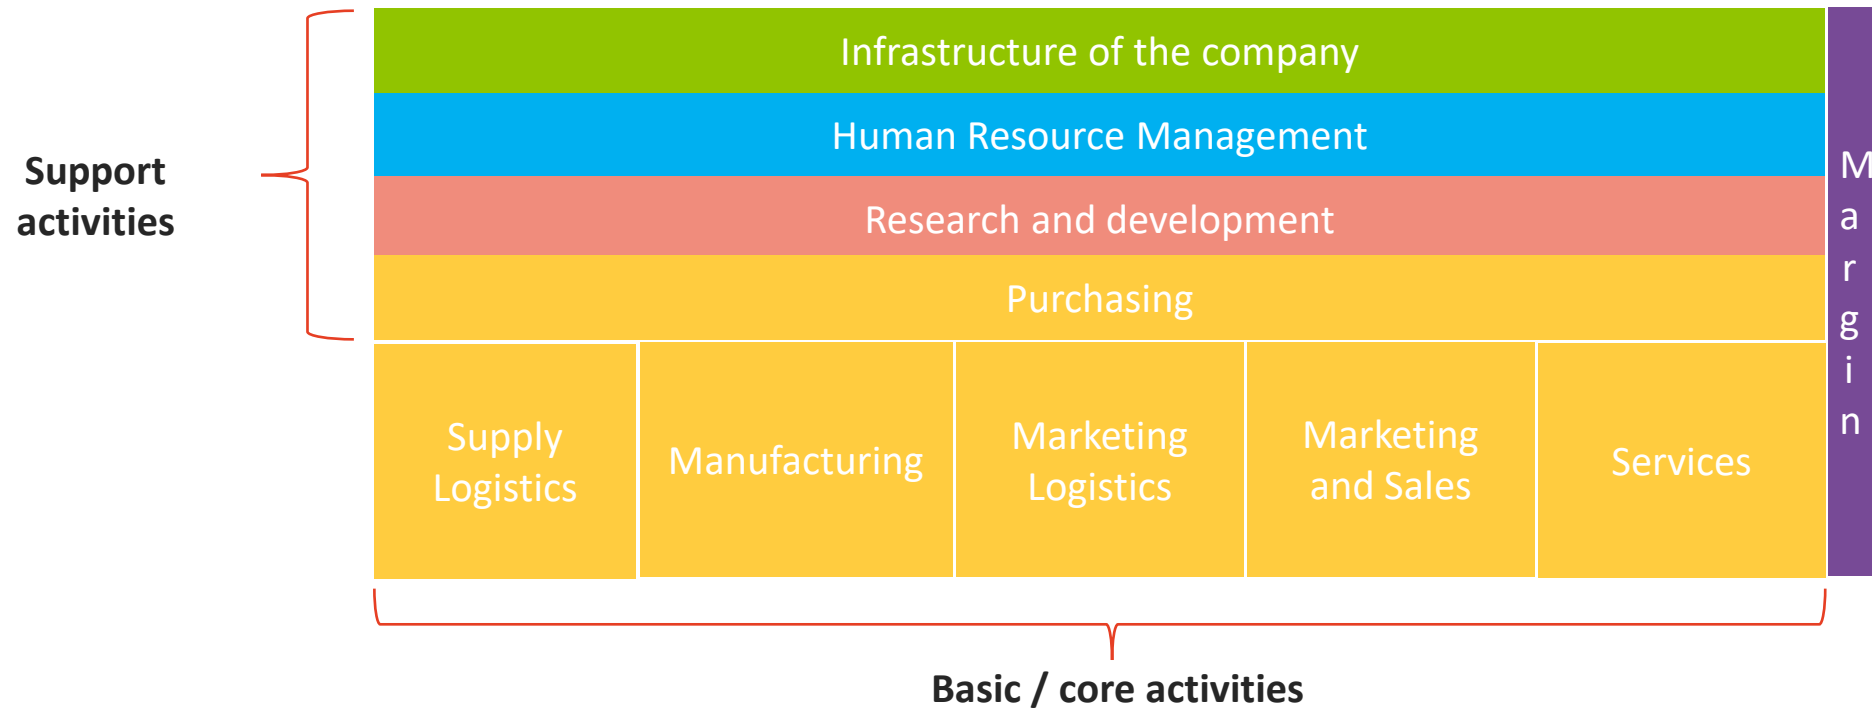 Infrastructure of the company
Human Resource Management
Research and development
Purchasing
Support
activities
Supply
Logistics
Manufacturing
Marketing
Logistics
Marketing
and Sales
Services
M
a
r
g
i
n
Basic / core activities